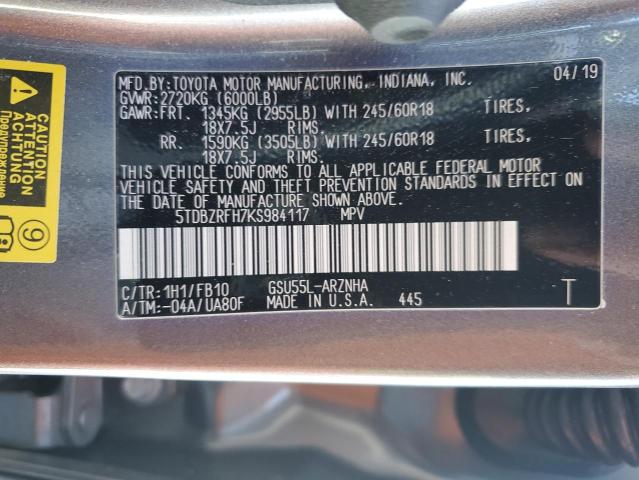 MFD.BY:TOYOTA MOTOR MANUFACTURING, INDIANA, INC. 04/19
GVWR:2720KG (6000LB)
GAWR:FRT. 1345KG (2955LB) WITH 245/60R18 TIRES,
18X7.5J RIMS.
RR. 1590KG (3505LB) WITH 245/60R18 TIRES,
18X7.5J RIMS.
THIS VEHICLE CONFORMS TO ALL APPLICABLE FEDERAL MOTOR
VEHICLE SAFETY AND THEFT PREVENTION STANDARDS IN EFFECT
ON THE DATE OF MANUFACTURE SHOWN ABOVE.
5TDBZRFH7KS984117 MPV
C/TR:1H1/FB10 GSU55L-ARZNHA
A/TM:-04A/UA80F MADE IN U.S.A. 445
T
CAUTION
ATTENTION
ACHTUNG
Предупреждение
9